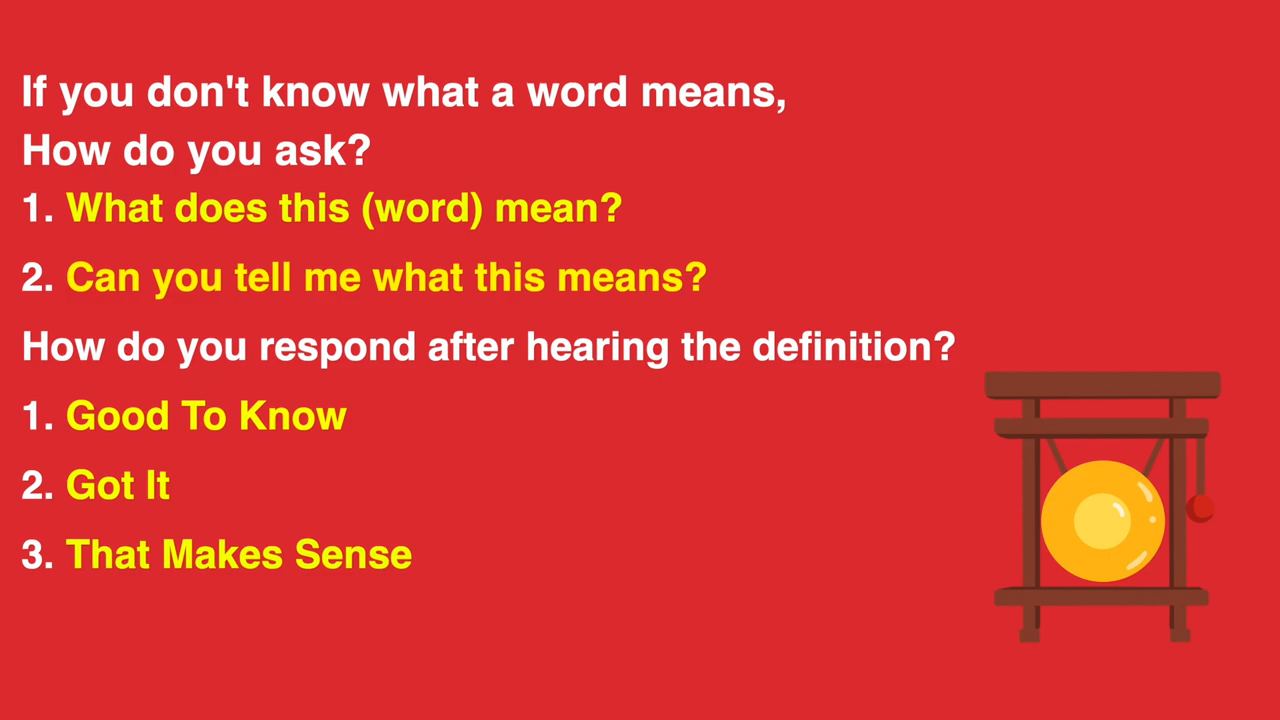 If you don't know what a word means,
How do you ask?
1. What does this (word) mean?
2. Can you tell me what this means?
How do you respond after hearing the definition?
1. Good To Know
2. Got It
3. That Makes Sense